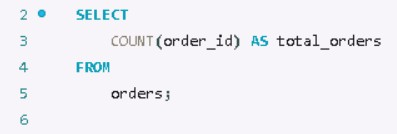 2 SELECT
3 COUNT(order_id) AS total_orders
4 FROM
5 orders;
6